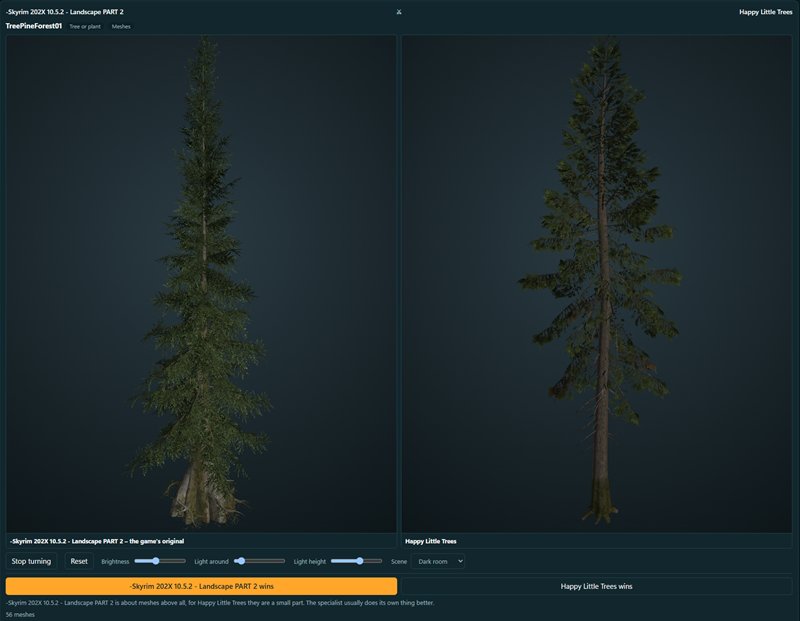 -Skyrim 202X 10.5.2 - Landscape PART 2
Happy Little Trees
TreePineForest01 Tree or plant Meshes
-Skyrim 202X 10.5.2 - Landscape PART 2 – the game's original
Happy Little Trees
Stop turning Reset Brightness Light around Light height Scene Dark room
-Skyrim 202X 10.5.2 - Landscape PART 2 wins
Happy Little Trees wins
-Skyrim 202X 10.5.2 - Landscape PART 2 is about meshes above all, for Happy Little Trees they are a small part. The specialist usually does its own thing better.
56 meshes